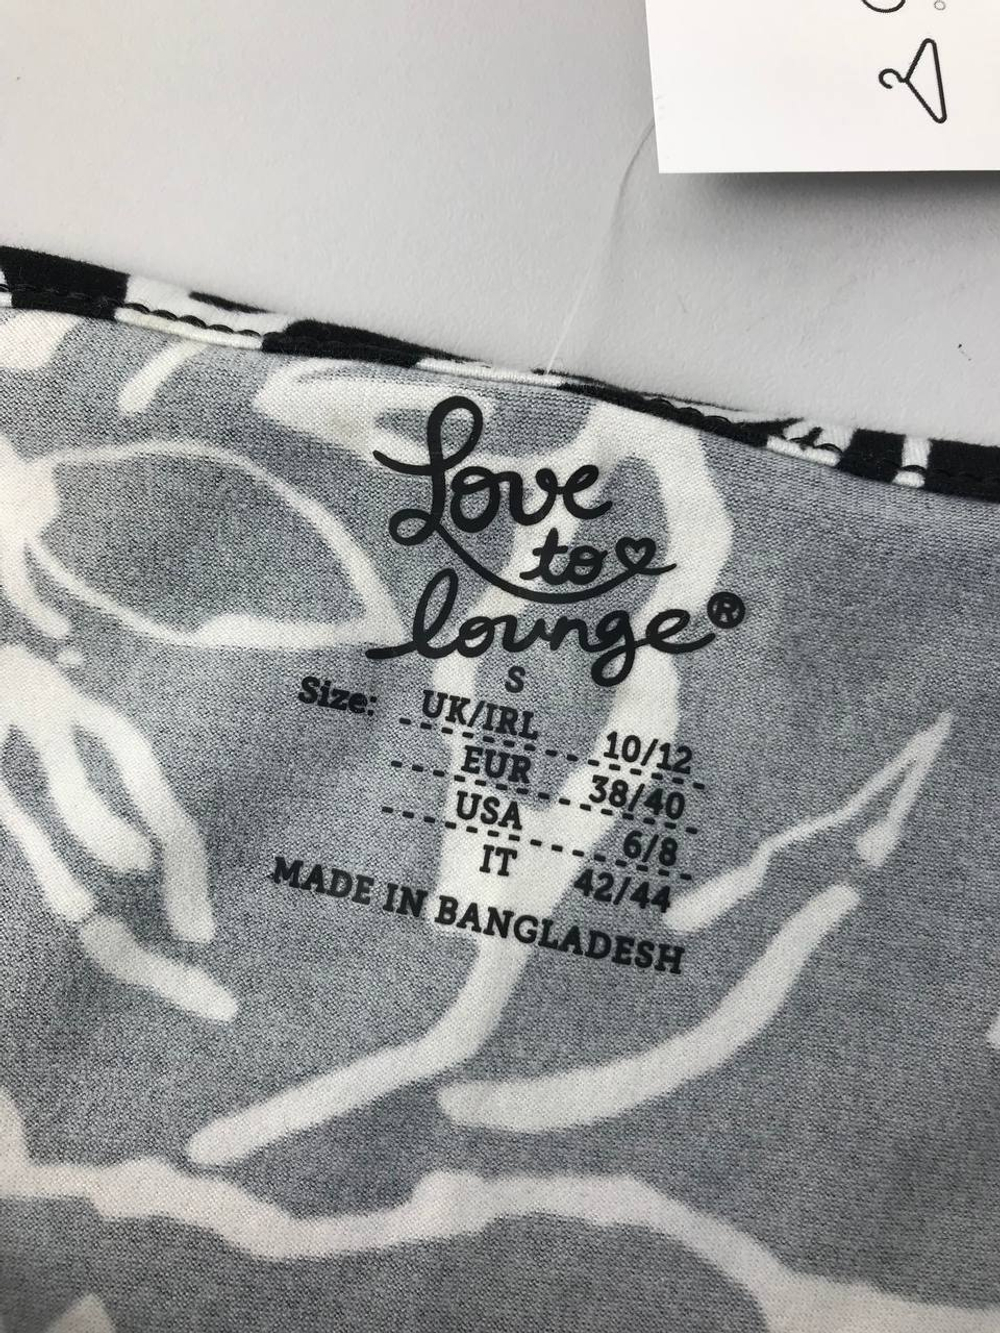 Love
to
lounge®
S
Size: UK/IRL 10/12
EUR 38/40
USA 6/8
IT 42/44
MADE IN BANGLADESH